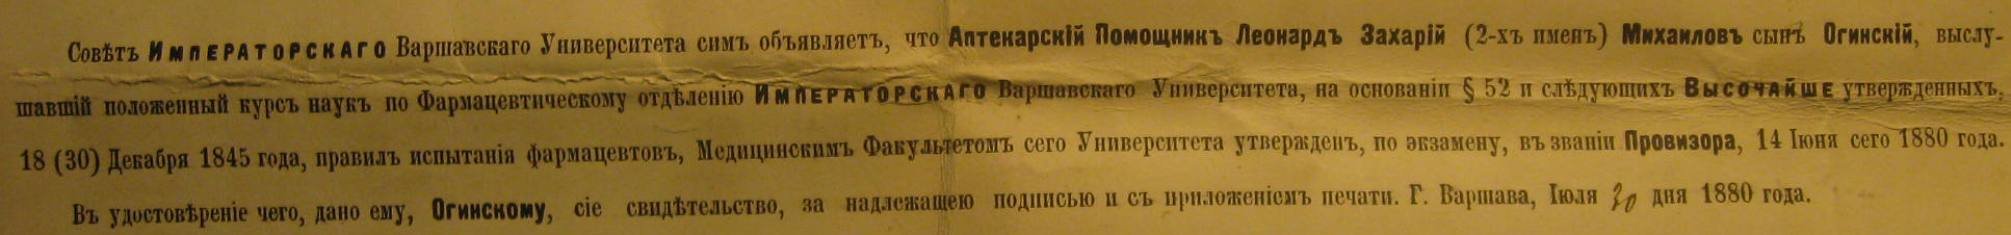 Совѣтъ ИМПЕРАТОРСКАГО Варшавскаго Университета симъ объявляетъ, что Аптекарскій Помощникъ Леонардъ Захарій (2-хъ именъ) Михаиловъ сынъ Огинскій, выслу-
шавшій положенный курсъ наукъ по Фармацевтическому отдѣленію ИМПЕРАТОРСКАГО Варшавскаго Университета, на основаніи § 52 и слѣдующихъ ВЫСОЧАЙШЕ утвержденныхъ,
18 (30) Декабря 1845 года, правилъ испытанія фармацевтовъ, Медицинскимъ Факультетомъ сего Университета утвержденъ, по экзамену, въ званіи Провизора, 14 Іюня сего 1880 года.
Въ удостовѣреніе чего, дано ему, Огинскому, сіе свидѣтельство, за надлежащею подписью и съ приложеніемъ печати. Г. Варшава, Іюля 30 дня 1880 года.